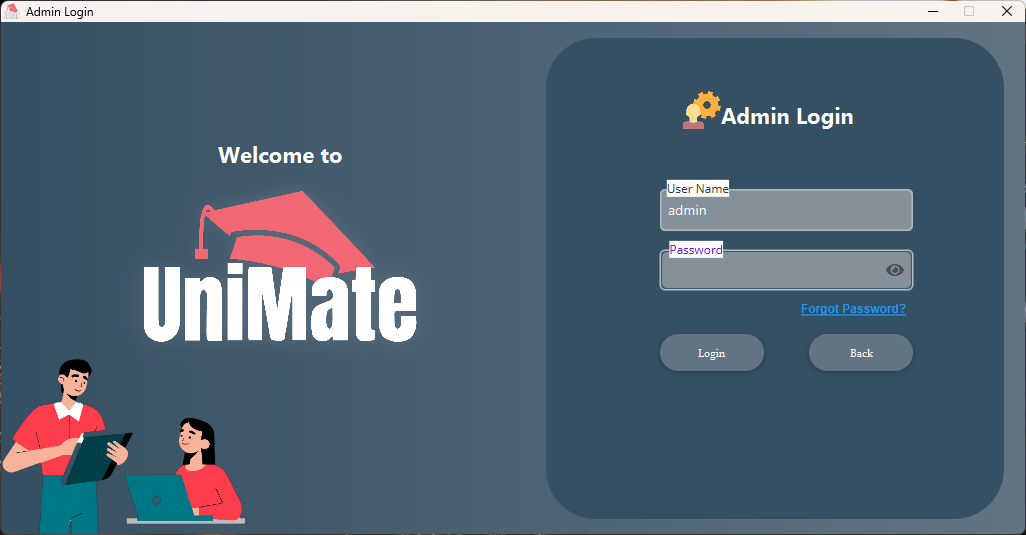 Admin Login
Welcome to
UniMate
Admin Login
User Name
admin
Password
Forgot Password?
Login
Back